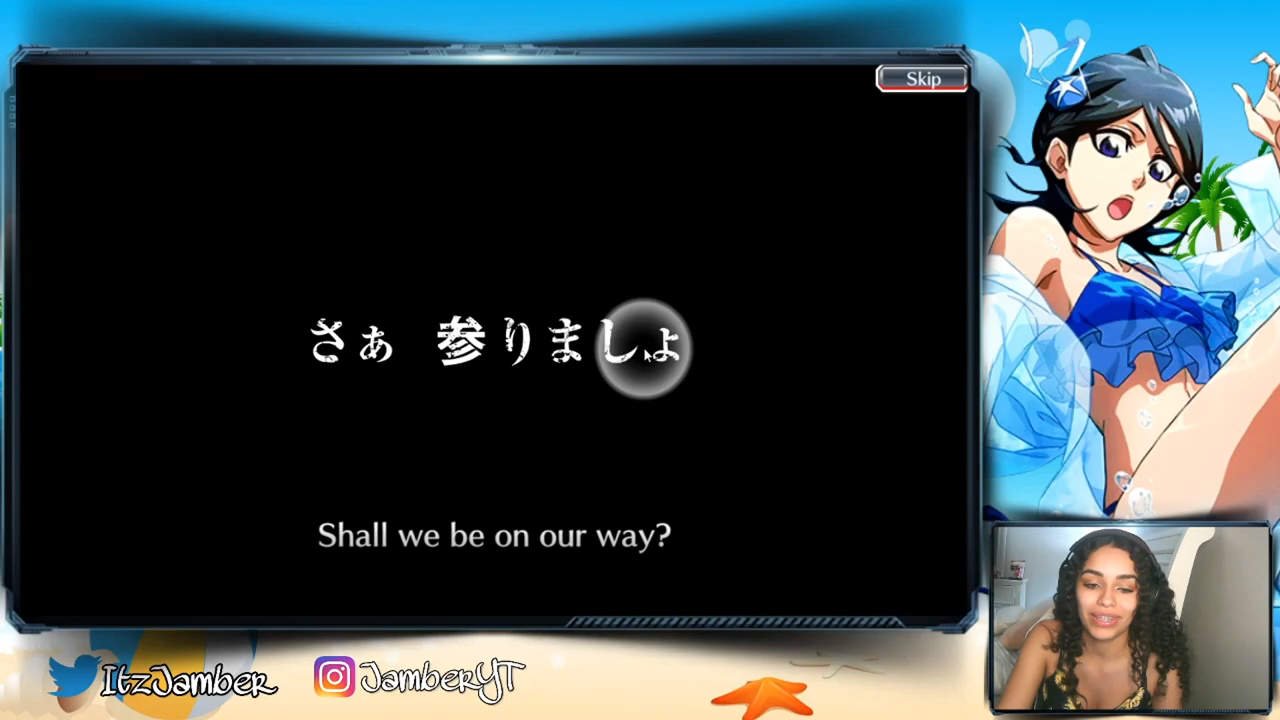 Skip
さぁ 参りましょ
Shall we be on our way?
ItzJamber
JamberYT